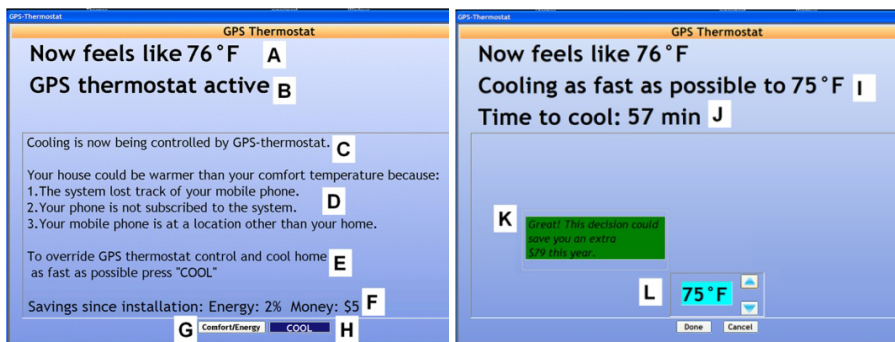 GPS-Thermostat
GPS Thermostat
Now feels like 76°F A
GPS thermostat active B
Cooling is now being controlled by GPS-thermostat. C
Your house could be warmer than your comfort temperature because:
1.The system lost track of your mobile phone.
2.Your phone is not subscribed to the system. D
3.Your mobile phone is at a location other than your home.
To override GPS thermostat control and cool home E
as fast as possible press "COOL"
Savings since installation: Energy: 2% Money: $5 F
G Comfort/Energy COOL H
GPS-Thermostat
GPS Thermostat
Now feels like 76°F
Cooling as fast as possible to 75°F I
Time to cool: 57 min J
K
Great! This decision could
save you an extra
$79 this year.
L 75°F
Done Cancel